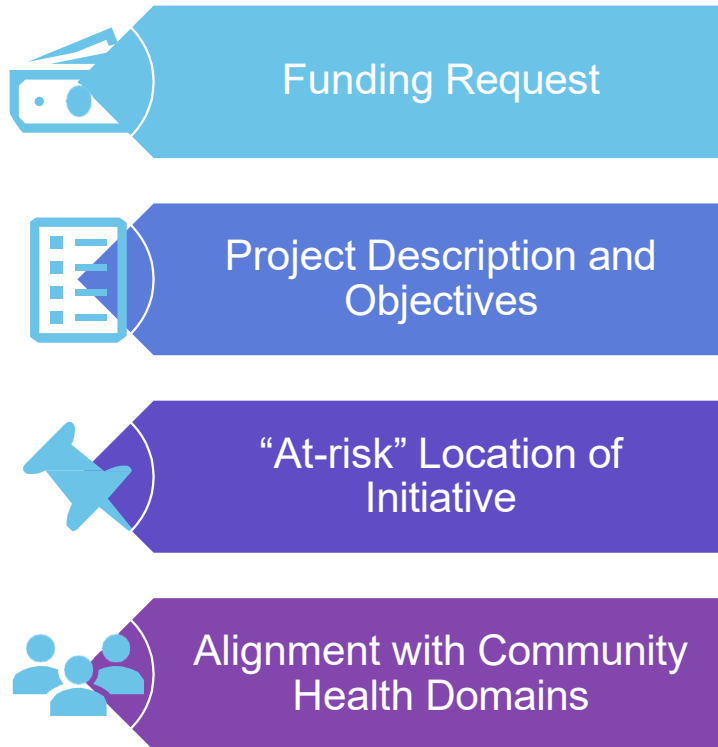 Funding Request
Project Description and
Objectives
“At-risk” Location of
Initiative
Alignment with Community
Health Domains